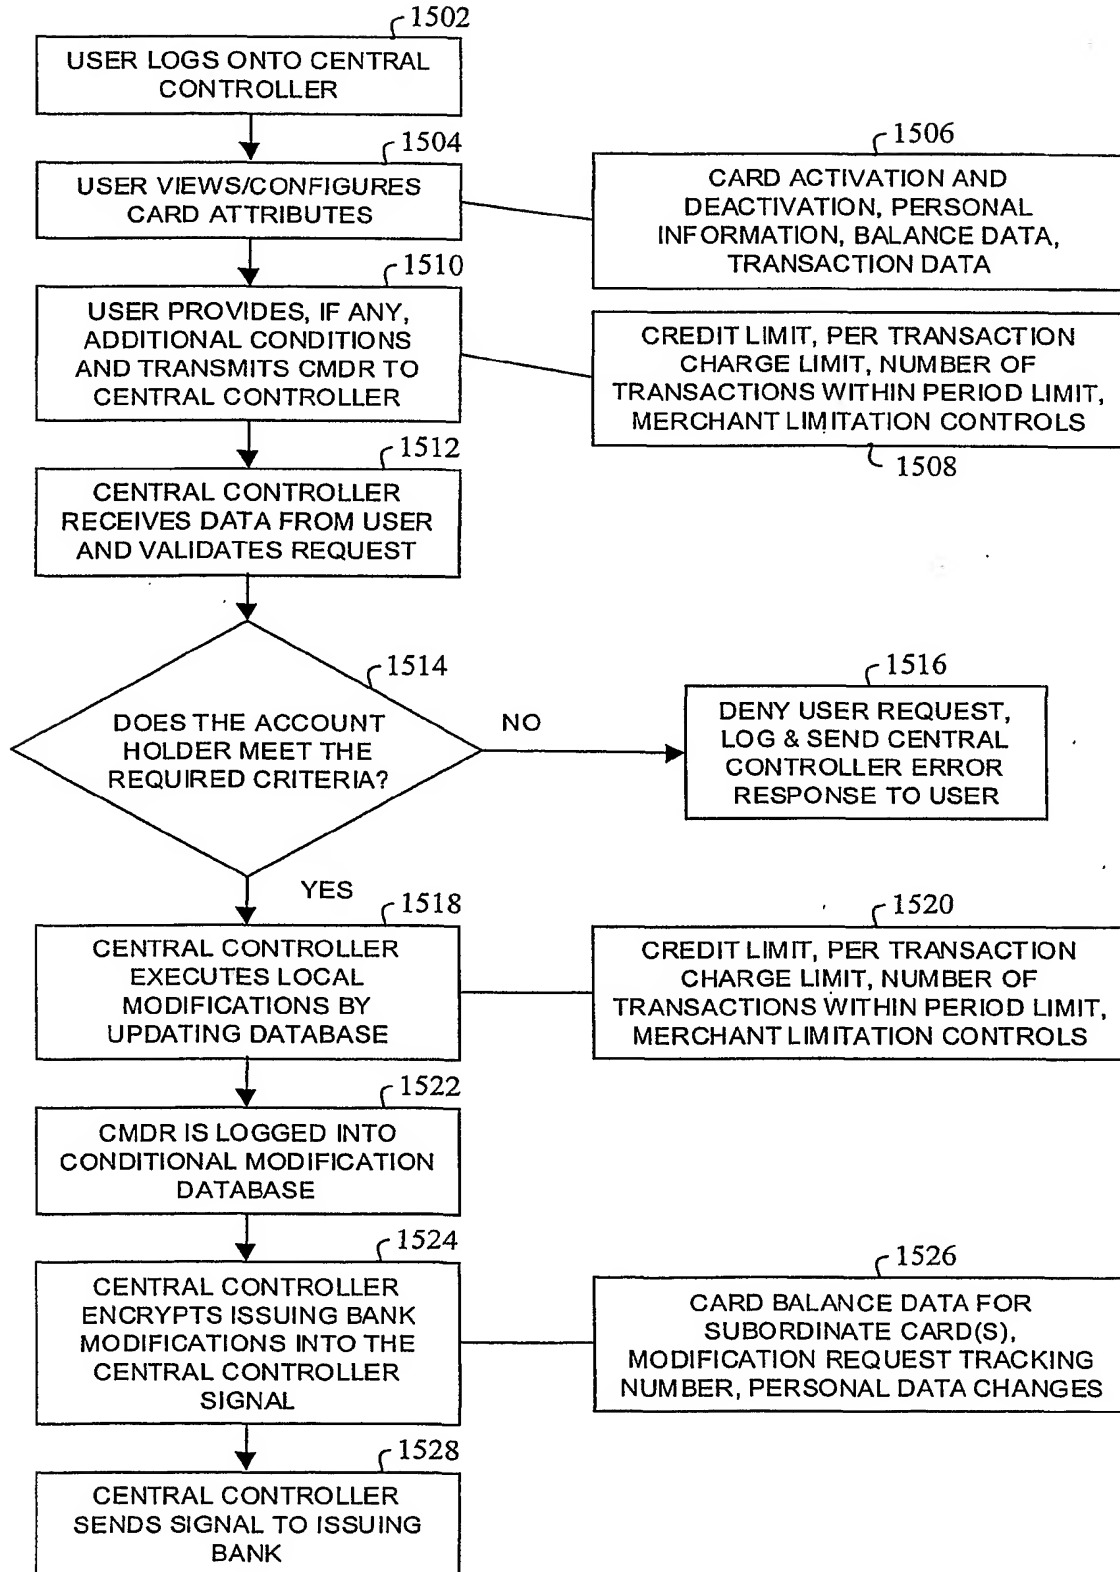 1502
USER LOGS ONTO CENTRAL
CONTROLLER
1504
USER VIEWS/CONFIGURES
CARD ATTRIBUTES
1506
CARD ACTIVATION AND
DEACTIVATION, PERSONAL
INFORMATION, BALANCE DATA,
TRANSACTION DATA
1510
USER PROVIDES, IF ANY,
ADDITIONAL CONDITIONS
AND TRANSMITS CMDR TO
CENTRAL CONTROLLER
CREDIT LIMIT, PER TRANSACTION
CHARGE LIMIT, NUMBER OF
TRANSACTIONS WITHIN PERIOD LIMIT,
MERCHANT LIMITATION CONTROLS
1508
1512
CENTRAL CONTROLLER
RECEIVES DATA FROM USER
AND VALIDATES REQUEST
1514
DOES THE ACCOUNT
HOLDER MEET THE
REQUIRED CRITERIA?
NO
1516
DENY USER REQUEST,
LOG & SEND CENTRAL
CONTROLLER ERROR
RESPONSE TO USER
YES
1518
CENTRAL CONTROLLER
EXECUTES LOCAL
MODIFICATIONS BY
UPDATING DATABASE
1520
CREDIT LIMIT, PER TRANSACTION
CHARGE LIMIT, NUMBER OF
TRANSACTIONS WITHIN PERIOD LIMIT,
MERCHANT LIMITATION CONTROLS
1522
CMDR IS LOGGED INTO
CONDITIONAL MODIFICATION
DATABASE
1524
CENTRAL CONTROLLER
ENCRYPTS ISSUING BANK
MODIFICATIONS INTO THE
CENTRAL CONTROLLER
SIGNAL
1526
CARD BALANCE DATA FOR
SUBORDINATE CARD(S),
MODIFICATION REQUEST TRACKING
NUMBER, PERSONAL DATA CHANGES
1528
CENTRAL CONTROLLER
SENDS SIGNAL TO ISSUING
BANK